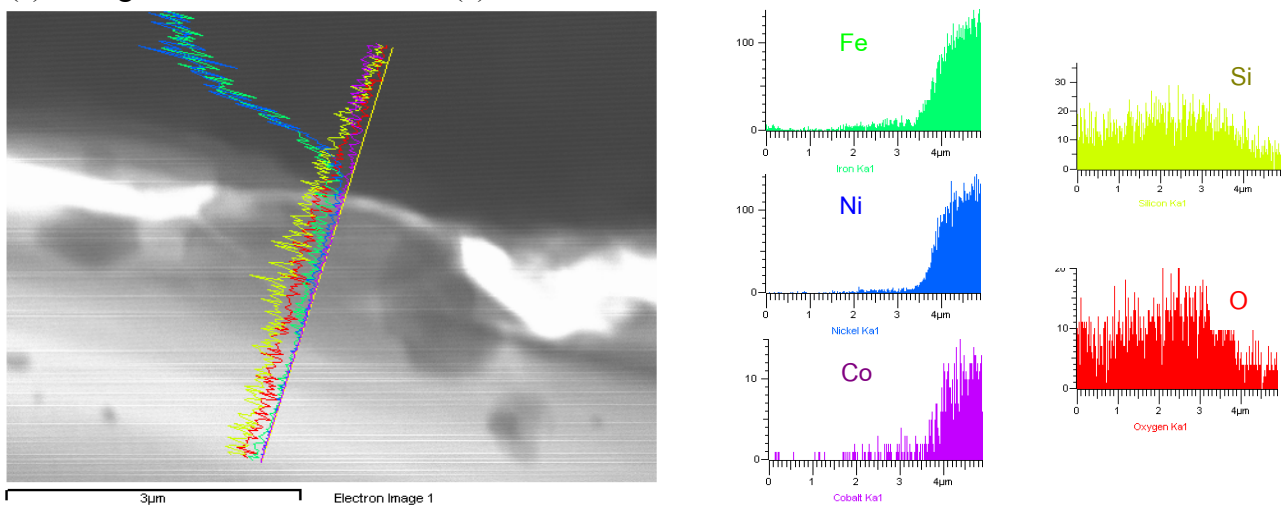 3µm
Electron Image 1
Fe
100
0
0 1 2 3 4µm
Iron Ka1
Ni
100
0
0 1 2 3 4µm
Nickel Ka1
Co
10
0
0 1 2 3 4µm
Cobalt Ka1
Si
30
20
10
0
0 1 2 3 4µm
Silicon Ka1
O
20
10
0
0 1 2 3 4µm
Oxygen Ka1